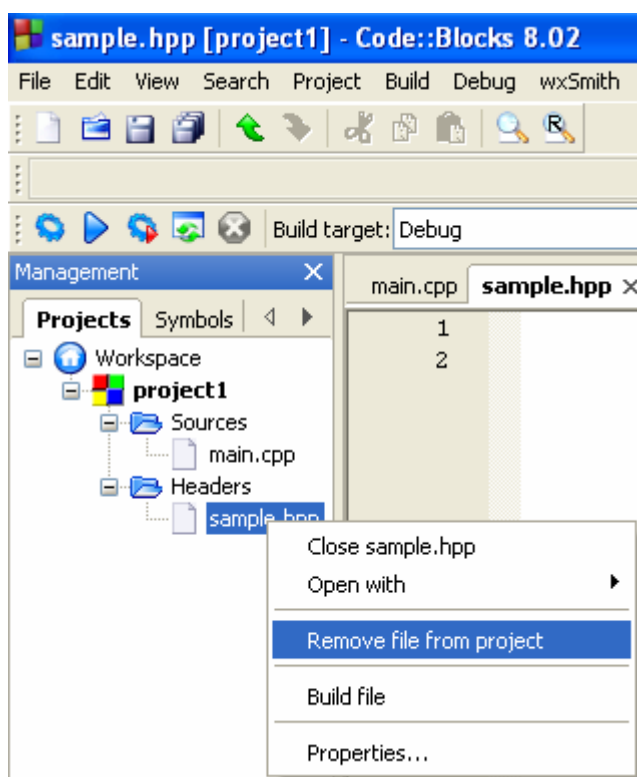 sample.hpp [project1] - Code::Blocks 8.02
File Edit View Search Project Build Debug wxSmith
R
Build target: Debug
Management
main.cpp sample.hpp
Projects Symbols
1
2
Workspace
project1
Sources
main.cpp
Headers
sample.hpp
Close sample.hpp
Open with
Remove file from project
Build file
Properties...